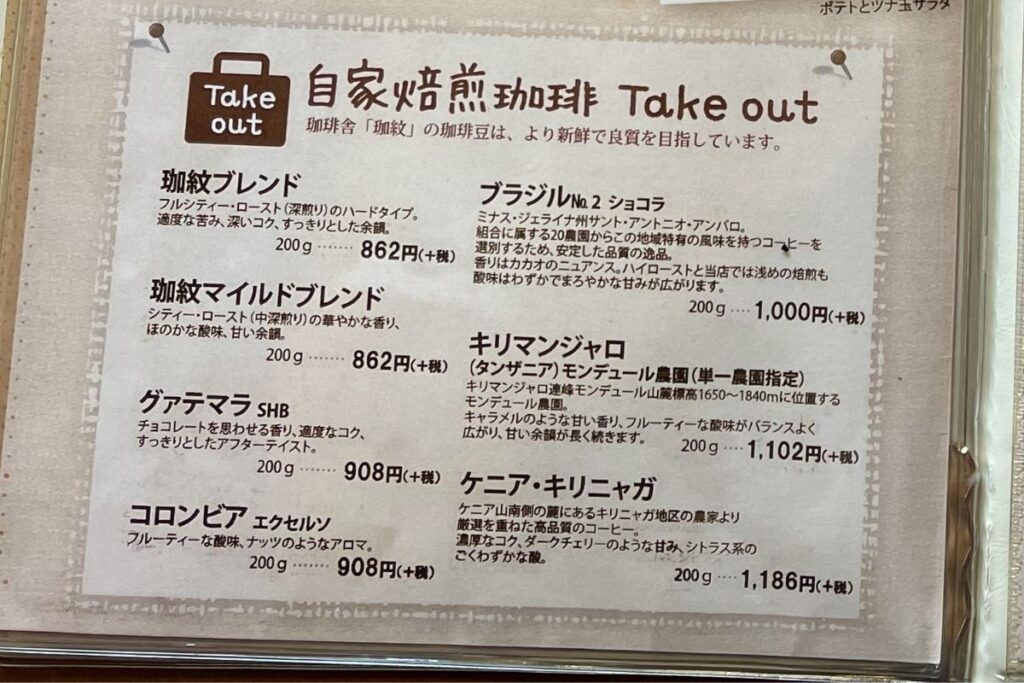 ポテトとツナ玉サラダ
Take
out
自家焙煎珈琲 Take out
珈琲舎「珈紋」の珈琲豆は、より新鮮で良質を目指しています。
珈紋ブレンド
フルシティー・ロースト(深煎り)のハードタイプ。
適度な苦み、深いコク、すっきりとした余韻。
200g ……… 862円(+税)
珈紋マイルドブレンド
シティー・ロースト(中深煎り)の華やかな香り、
ほのかな酸味、甘い余韻。
200g ……… 862円(+税)
グァテマラ SHB
チョコレートを思わせる香り、適度なコク、
すっきりとしたアフターテイスト。
200g ……… 908円(+税)
コロンビア エクセルソ
フルーティーな酸味、ナッツのようなアロマ。
200g ……… 908円(+税)
ブラジルNo.2 ショコラ
ミナス・ジェライナ州サント・アントニオ・アンパロ。
組合に属する20農園からこの地域特有の風味を持つコーヒーを
選別するため、安定した品質の逸品。
香りはカカオのニュアンス。ハイローストと当店では浅めの焙煎も
酸味はわずかでまろやかな甘みが広がります。
200g …… 1,000円(+税)
キリマンジャロ
(タンザニア)モンデュール農園(単一農園指定)
キリマンジャロ連峰モンデュール山麓標高1650〜1840mに位置する
モンデュール農園。
キャラメルのような甘い香り、フルーティーな酸味がバランスよく
広がり、甘い余韻が長く続きます。
200g …… 1,102円(+税)
ケニア・キリニャガ
ケニア山南側の麓にあるキリニャガ地区の農家より
厳選を重ねた高品質のコーヒー。
濃厚なコク、ダークチェリーのような甘み、シトラス系の
ごくわずかな酸。
200g …… 1,186円(+税)